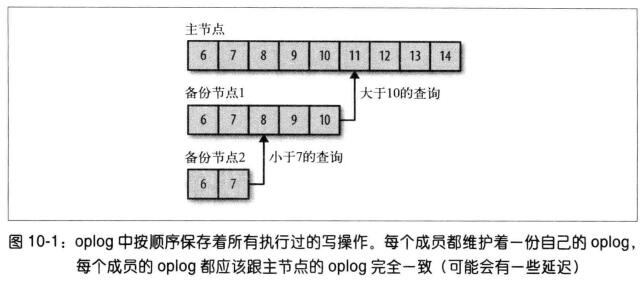 主节点
6 7 8 9 10 11 12 13 14
备份节点1
大于10的查询
6 7 8 9 10
备份节点2
小于7的查询
6 7
图 10-1：oplog 中按顺序保存着所有执行过的写操作。每个成员都维护着一份自己的 oplog，
每个成员的 oplog 都应该跟主节点的 oplog 完全一致（可能会有一些延迟）